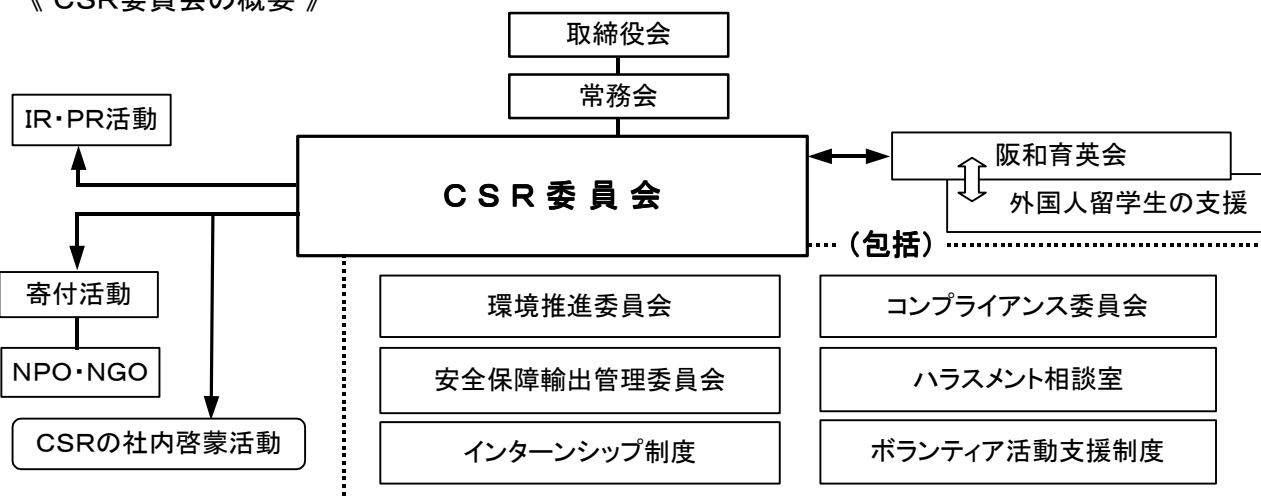 《 CSR委員会の概要 》
取締役会
常務会
IR・PR活動
CSR委員会
阪和育英会
外国人留学生の支援
(包括)
寄付活動
NPO・NGO
CSRの社内啓蒙活動
環境推進委員会
コンプライアンス委員会
安全保障輸出管理委員会
ハラスメント相談室
インターンシップ制度
ボランティア活動支援制度